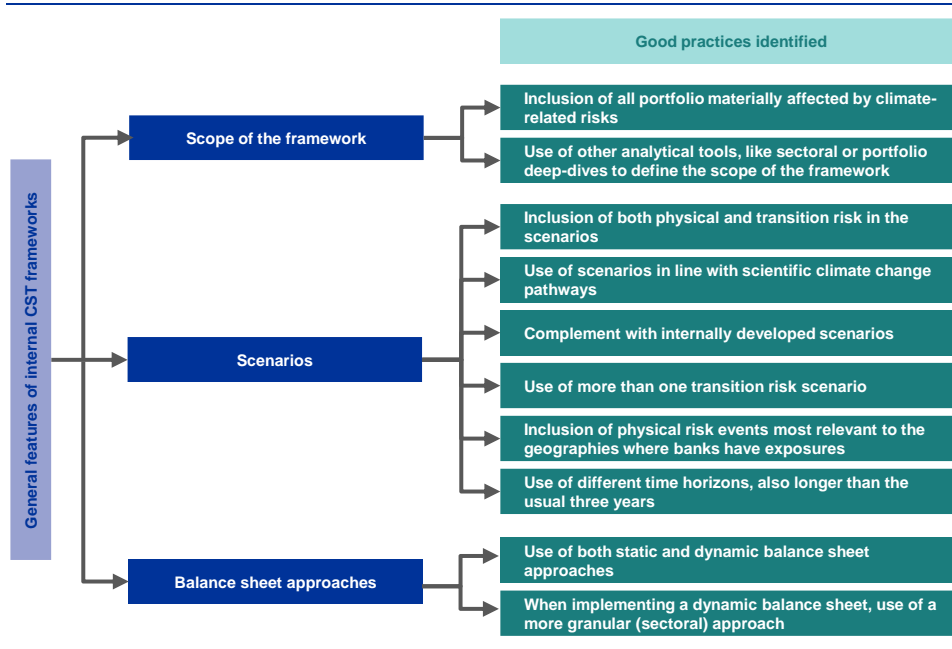 Good practices identified
General features of internal CST frameworks
Scope of the framework
Inclusion of all portfolio materially affected by climate-
related risks
Use of other analytical tools, like sectoral or portfolio
deep-dives to define the scope of the framework
Scenarios
Inclusion of both physical and transition risk in the
scenarios
Use of scenarios in line with scientific climate change
pathways
Complement with internally developed scenarios
Use of more than one transition risk scenario
Inclusion of physical risk events most relevant to the
geographies where banks have exposures
Use of different time horizons, also longer than the
usual three years
Balance sheet approaches
Use of both static and dynamic balance sheet
approaches
When implementing a dynamic balance sheet, use of a
more granular (sectoral) approach